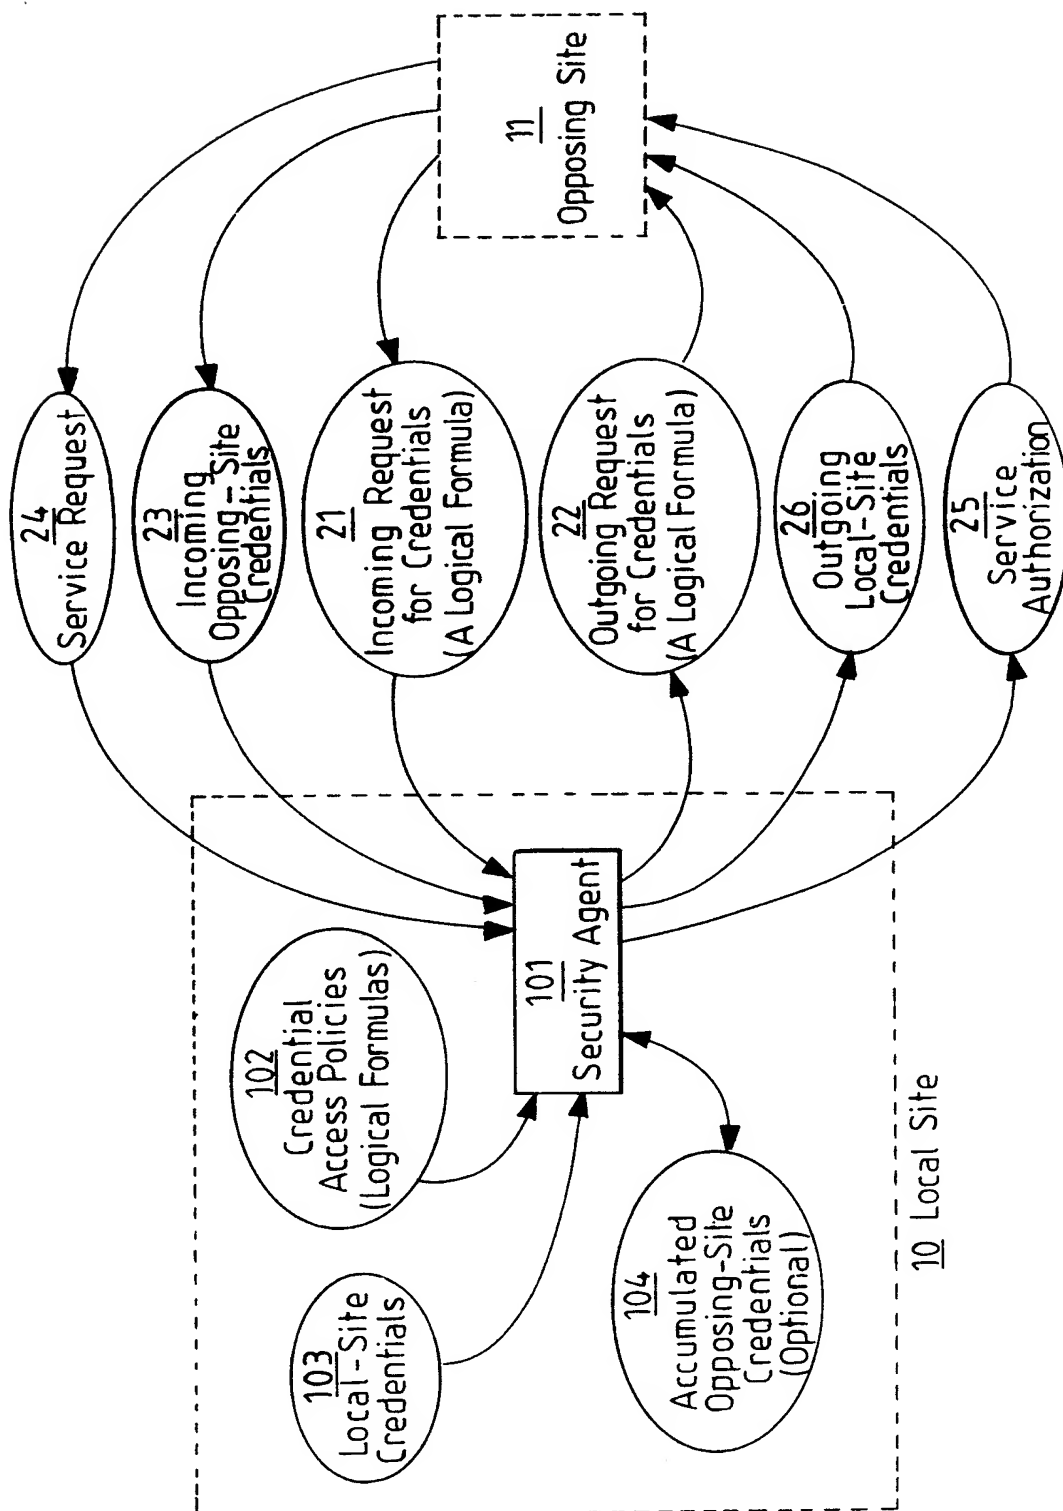 24
Service Request
23
Incoming
Opposing-Site
Credentials
21
Incoming Request
for Credentials
(A Logical Formula)
22
Outgoing Request
for Credentials
(A Logical Formula)
26
Outgoing
Local-Site
Credentials
25
Service
Authorization
11
Opposing Site
102
Credential
Access Policies
(Logical Formulas)
103
Local-Site
Credentials
101
Security Agent
104
Accumulated
Opposing-Site
Credentials
(Optional)
10 Local Site